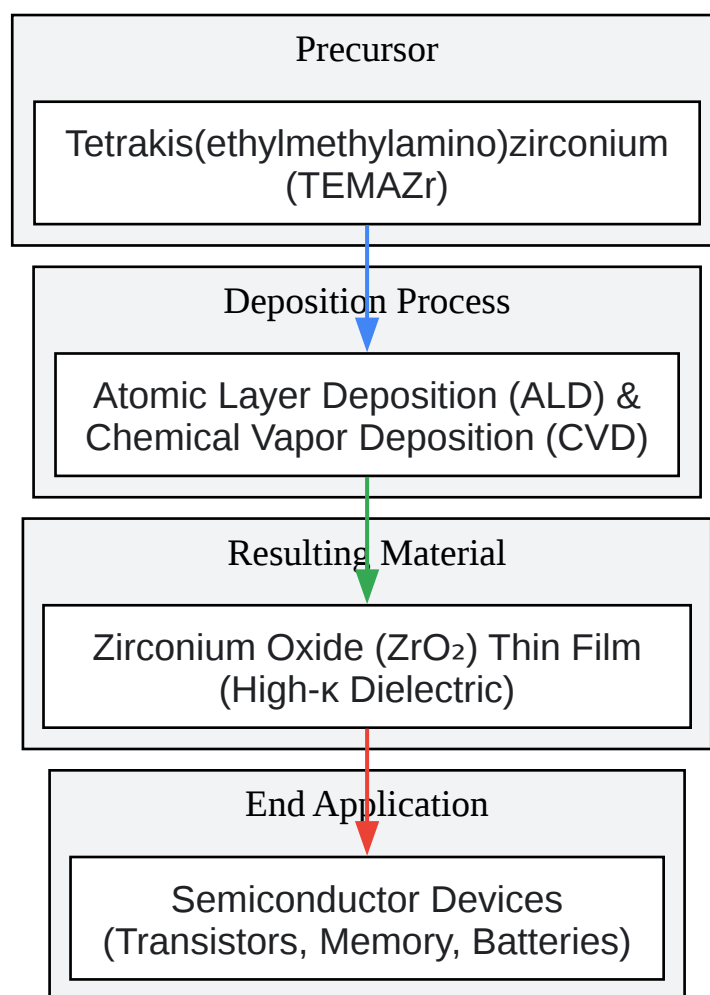 Precursor
Tetrakis(ethylmethylamino)zirconium
(TEMAZr)
Deposition Process
Atomic Layer Deposition (ALD) &
Chemical Vapor Deposition (CVD)
Resulting Material
Zirconium Oxide (ZrO₂) Thin Film
(High-κ Dielectric)
End Application
Semiconductor Devices
(Transistors, Memory, Batteries)